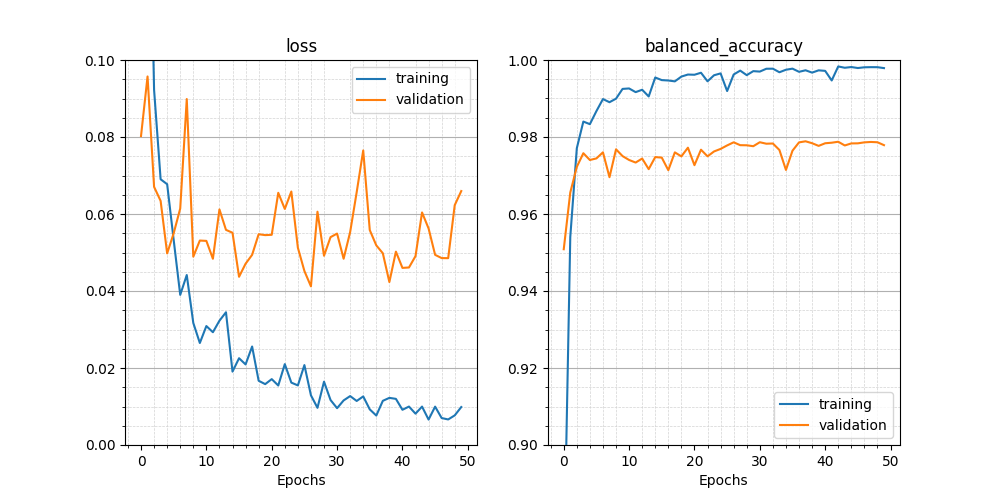 loss
0.10
0.08
0.06
0.04
0.02
0.00
0 10 20 30 40 50
Epochs
training
validation
balanced_accuracy
1.00
0.98
0.96
0.94
0.92
0.90
0 10 20 30 40 50
Epochs
training
validation